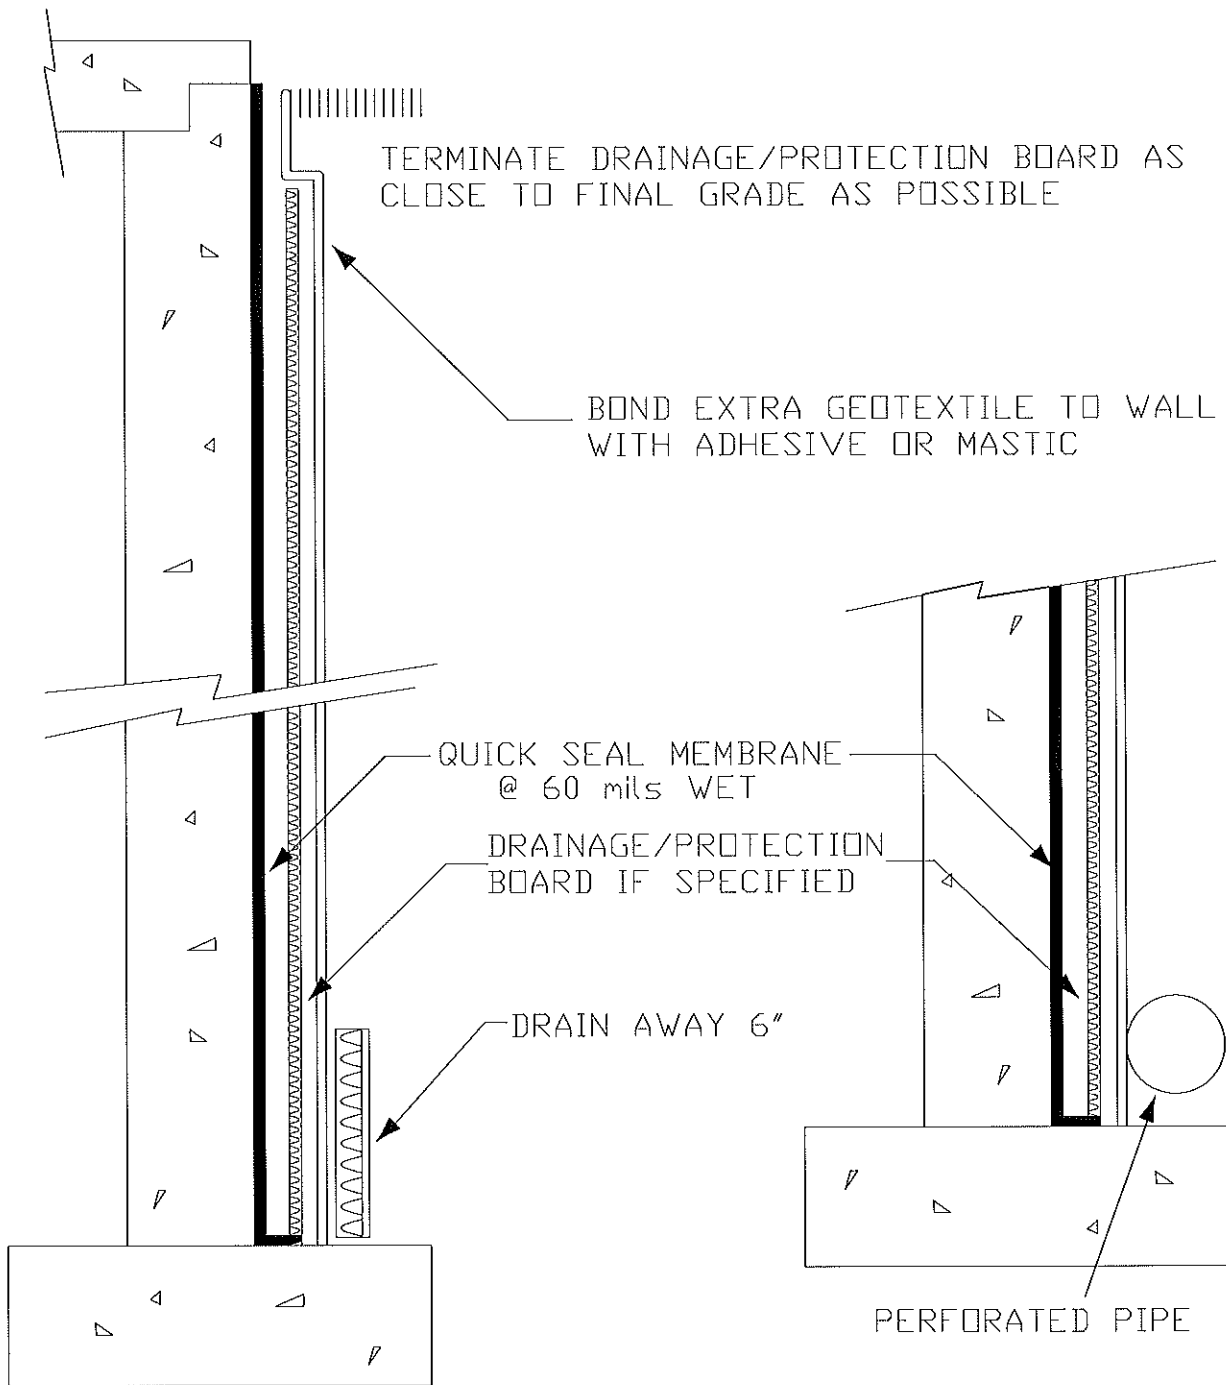 TERMINATE DRAINAGE/PROTECTION BOARD AS
CLOSE TO FINAL GRADE AS POSSIBLE
BOND EXTRA GEOTEXTILE TO WALL
WITH ADHESIVE OR MASTIC
QUICK SEAL MEMBRANE
@ 60 mils WET
DRAINAGE/PROTECTION
BOARD IF SPECIFIED
DRAIN AWAY 6"
PERFORATED PIPE